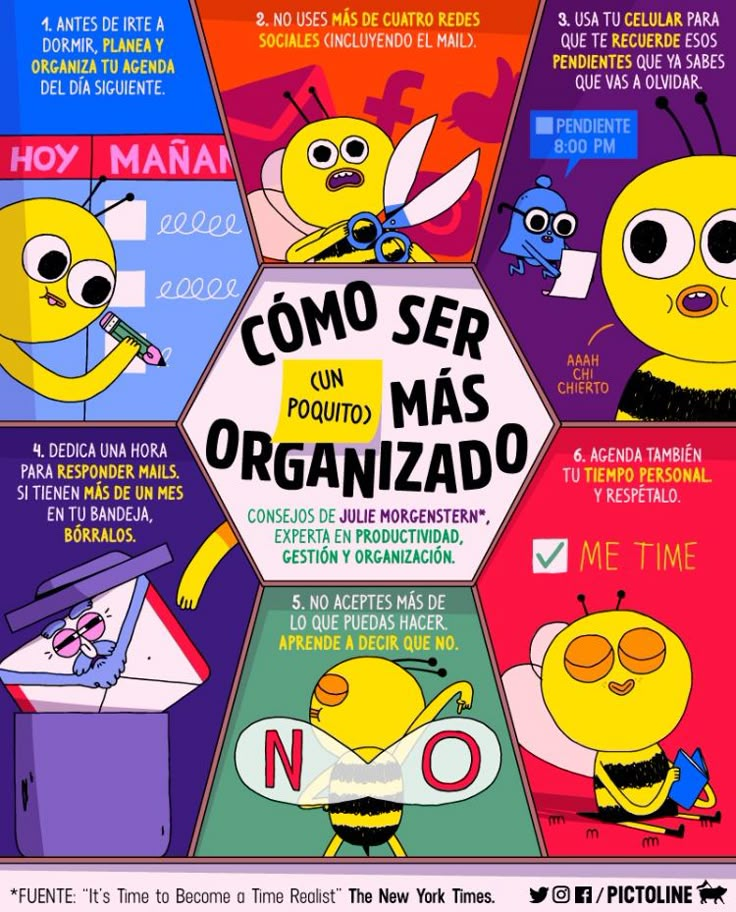 1. ANTES DE IRTE A
DORMIR, PLANEA Y
ORGANIZA TU AGENDA
DEL DÍA SIGUIENTE.
HOY MAÑAN
2. NO USES MÁS DE CUATRO REDES
SOCIALES (INCLUYENDO EL MAIL).
3. USA TU CELULAR PARA
QUE TE RECUERDE ESOS
PENDIENTES QUE YA SABES
QUE VAS A OLVIDAR.
PENDIENTE
8:00 PM
AAAH
CHI
CHIERTO
CÓMO SER
(UN
POQUITO)
MÁS
ORGANIZADO
CONSEJOS DE JULIE MORGENSTERN*,
EXPERTA EN PRODUCTIVIDAD,
GESTIÓN Y ORGANIZACIÓN.
4. DEDICA UNA HORA
PARA RESPONDER MAILS.
SI TIENEN MÁS DE UN MES
EN TU BANDEJA,
BÓRRALOS.
5. NO ACEPTES MÁS DE
LO QUE PUEDAS HACER.
APRENDE A DECIR QUE NO.
N O
6. AGENDA TAMBIÉN
TU TIEMPO PERSONAL.
Y RESPÉTALO.
ME TIME
*FUENTE: "It's Time to Become a Time Realist" The New York Times.
/PICTOLINE